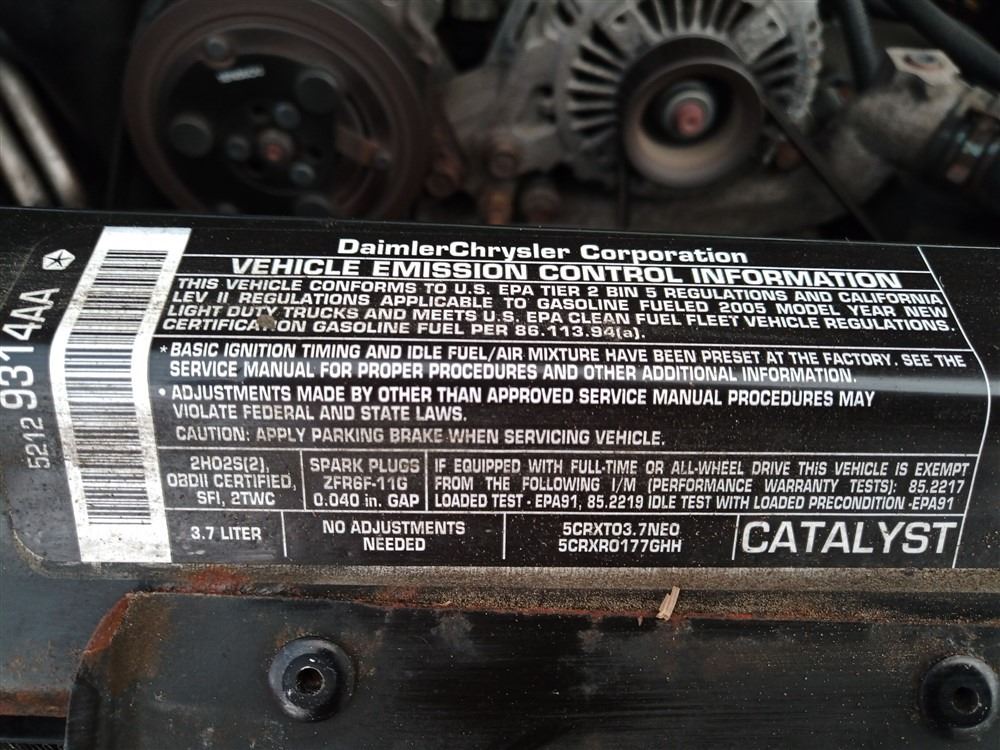 DaimlerChrysler Corporation
VEHICLE EMISSION CONTROL INFORMATION
THIS VEHICLE CONFORMS TO U.S. EPA TIER 2 BIN 5 REGULATIONS AND CALIFORNIA
LEV II REGULATIONS APPLICABLE TO GASOLINE FUELED 2005 MODEL YEAR NEW
LIGHT DUTY TRUCKS AND MEETS U.S. EPA CLEAN FUEL FLEET VEHICLE REGULATIONS.
CERTIFICATION GASOLINE FUEL PER 86.113.94(a).
* BASIC IGNITION TIMING AND IDLE FUEL/AIR MIXTURE HAVE BEEN PRESET AT THE FACTORY. SEE THE
SERVICE MANUAL FOR PROPER PROCEDURES AND OTHER ADDITIONAL INFORMATION.
• ADJUSTMENTS MADE BY OTHER THAN APPROVED SERVICE MANUAL PROCEDURES MAY
VIOLATE FEDERAL AND STATE LAWS.
CAUTION: APPLY PARKING BRAKE WHEN SERVICING VEHICLE.
2HO2S(2),
OBDII CERTIFIED,
SFI, 2TWC
SPARK PLUGS
ZFR6F-11G
0.040 in. GAP
IF EQUIPPED WITH FULL-TIME OR ALL-WHEEL DRIVE THIS VEHICLE IS EXEMPT
FROM THE FOLLOWING I/M (PERFORMANCE WARRANTY TESTS): 85.2217
LOADED TEST - EPA91, 85.2219 IDLE TEST WITH LOADED PRECONDITION -EPA91
3.7 LITER
NO ADJUSTMENTS
NEEDED
5CRXT03.7NEO
5CRXR0177GHH
CATALYST
5212 9314AA